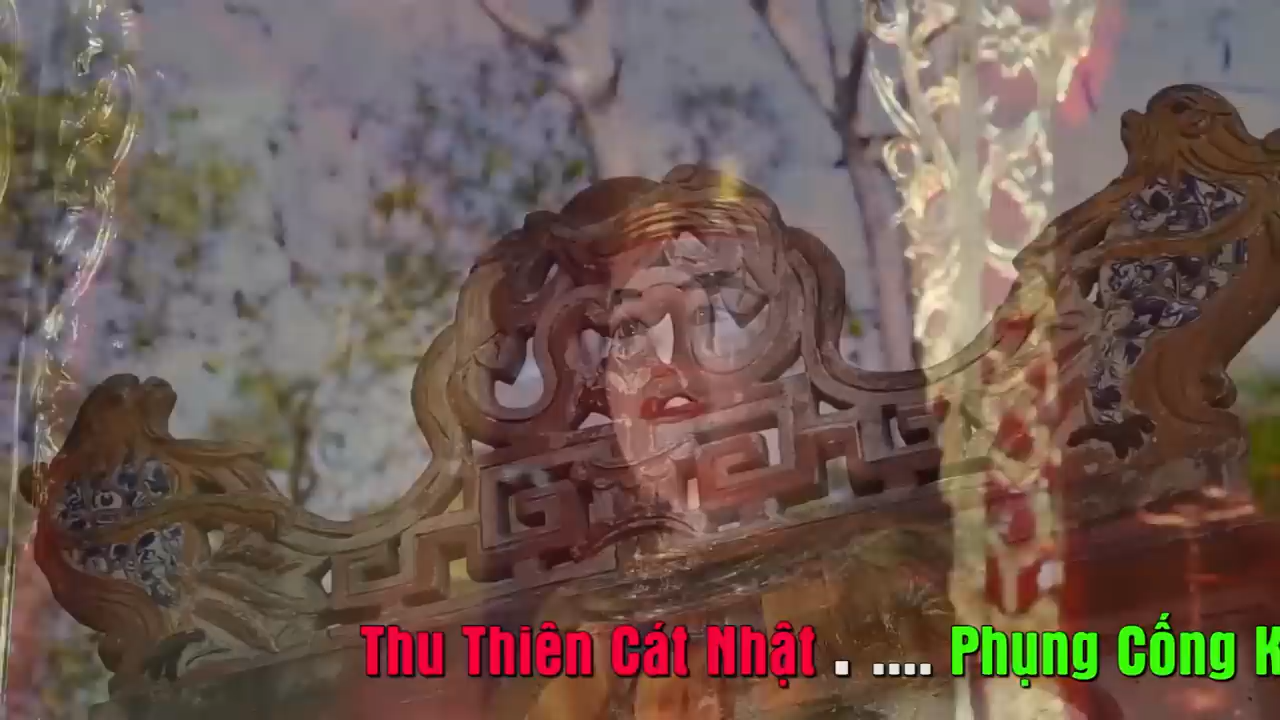 Thu Thiên Cát Nhật . .... Phụng Cống